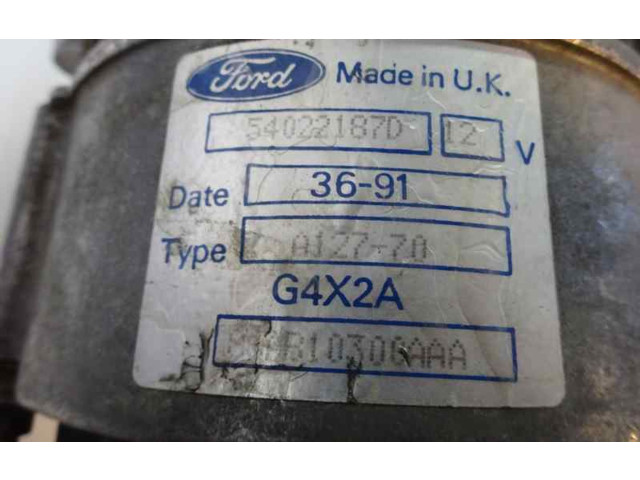 Ford Made in U.K.
54022187D 12 V
Date 36-91
Type A127-70
G4X2A